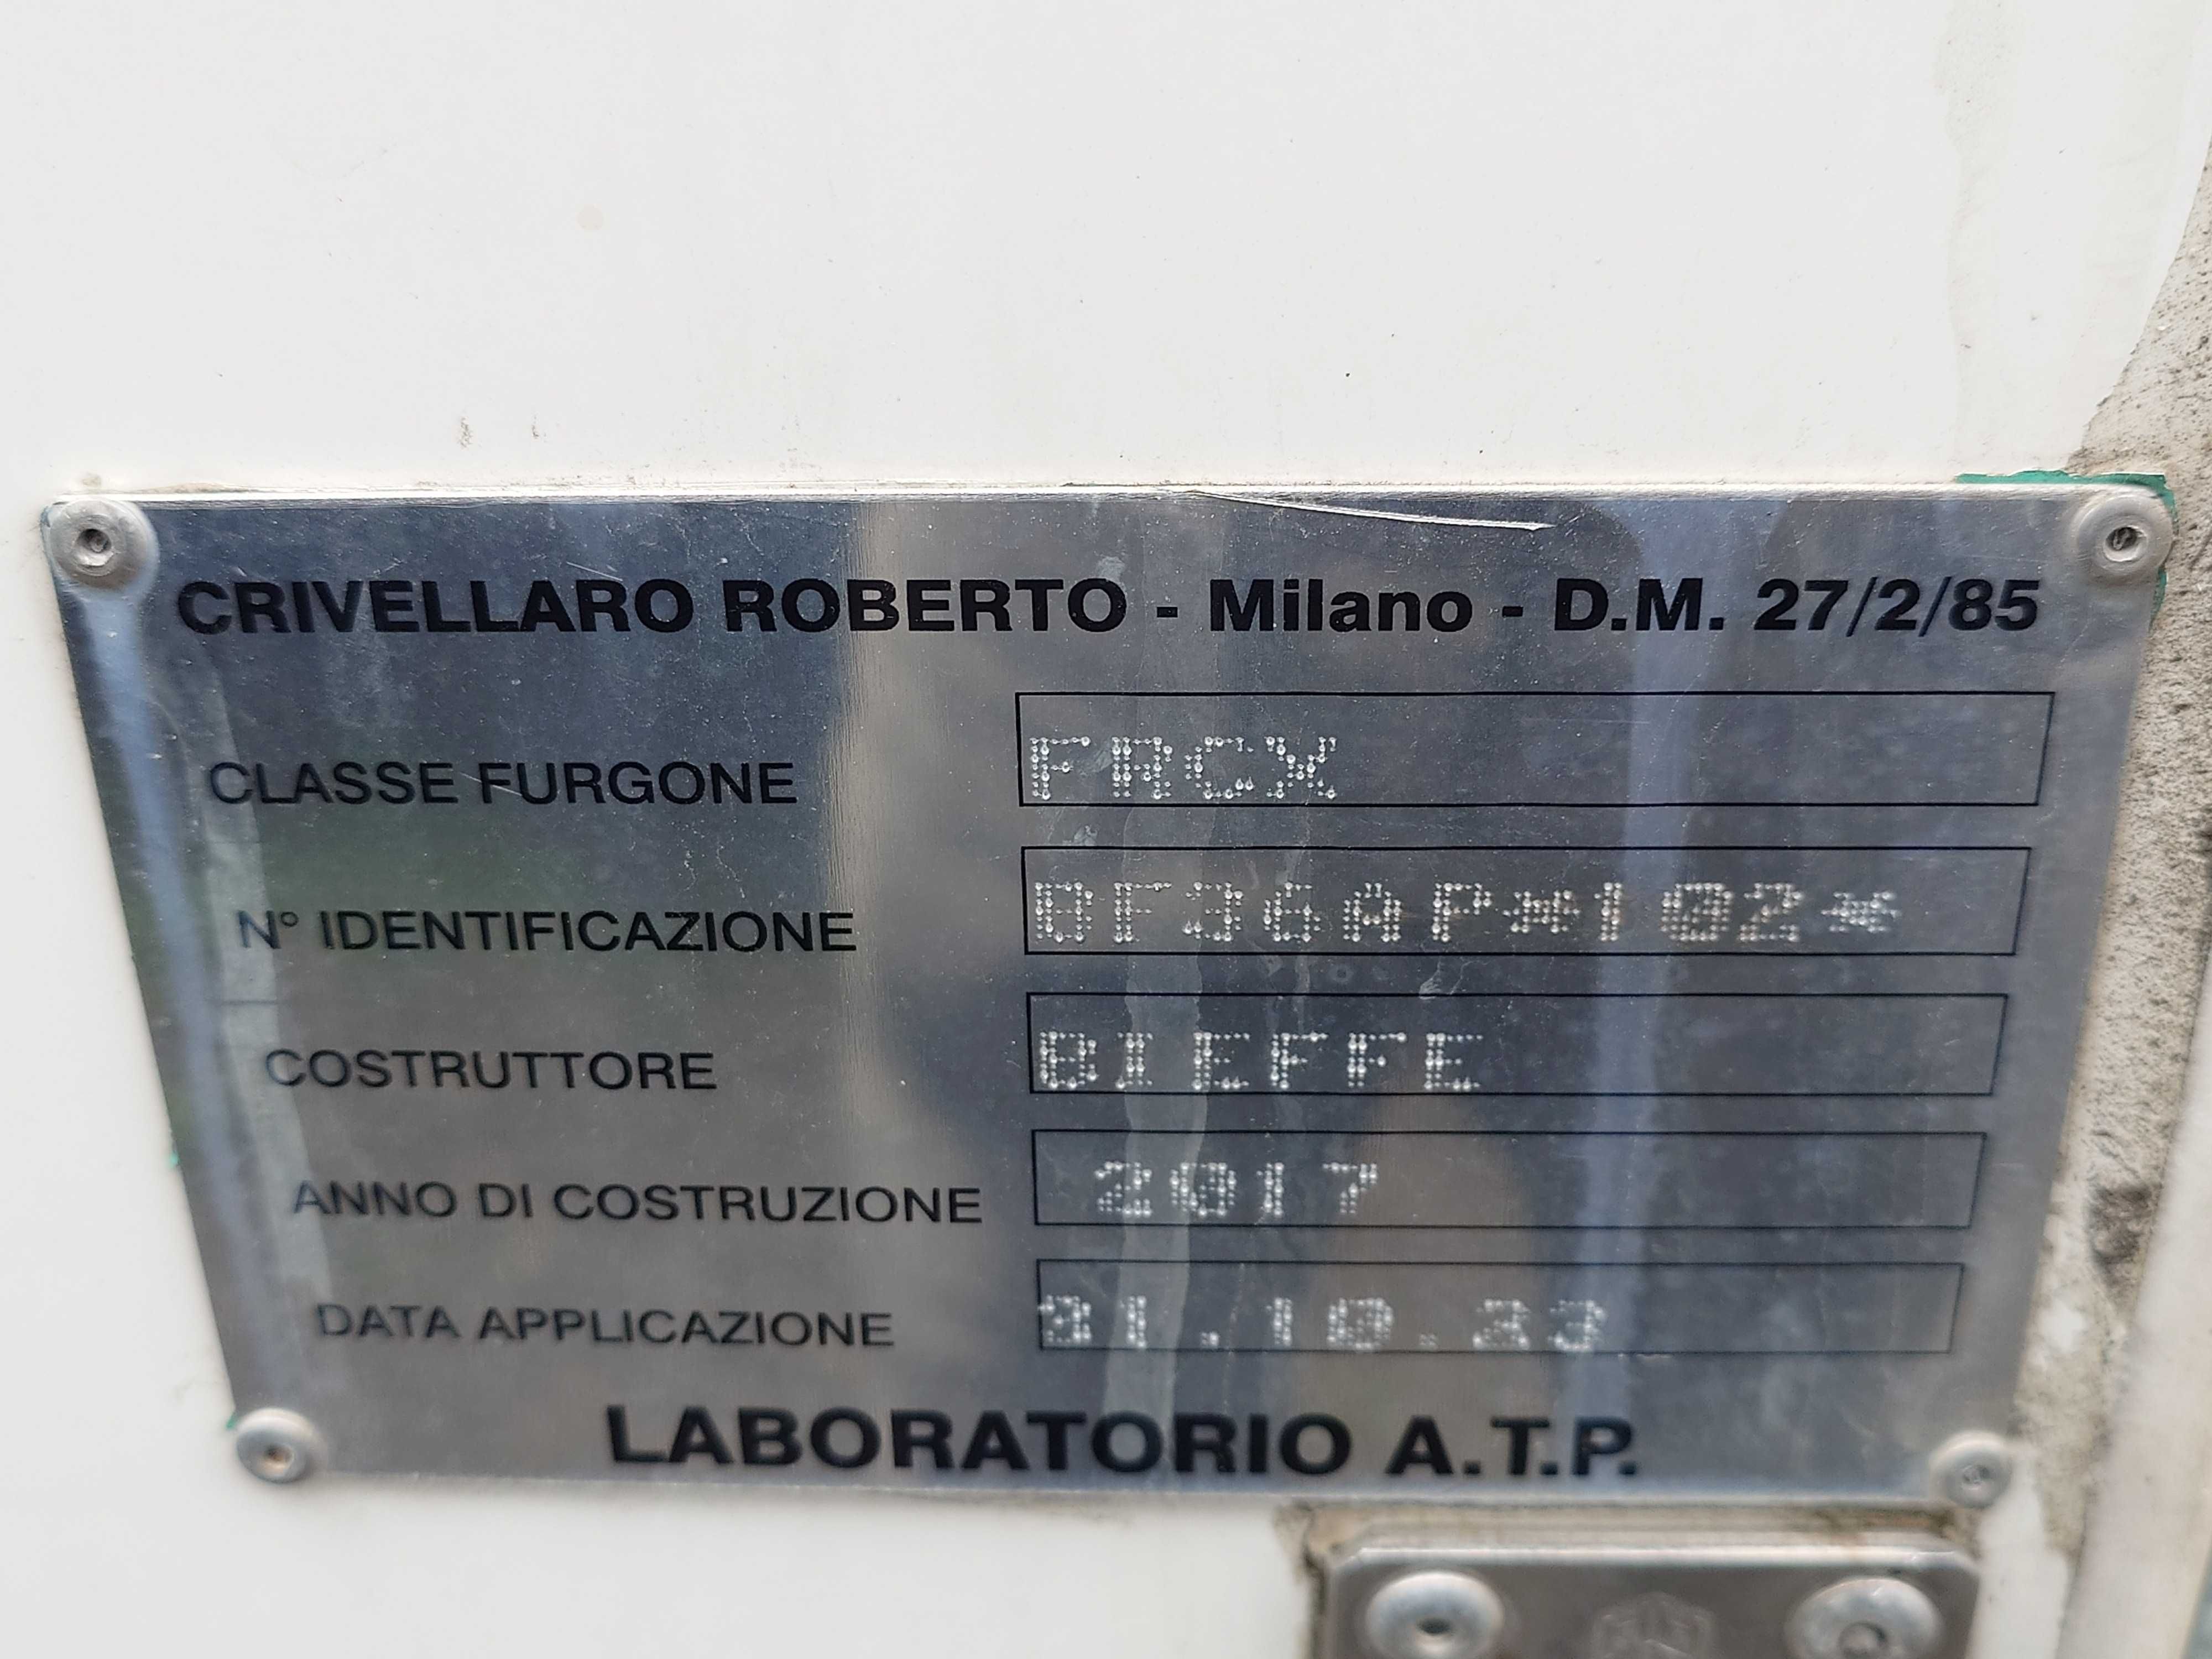 CRIVELLARO ROBERTO - Milano - D.M. 27/2/85
CLASSE FURGONE FRCX
N° IDENTIFICAZIONE BF36AP*102*
COSTRUTTORE BIEFFE
ANNO DI COSTRUZIONE 2017
DATA APPLICAZIONE 31.10.23
LABORATORIO A.T.P.